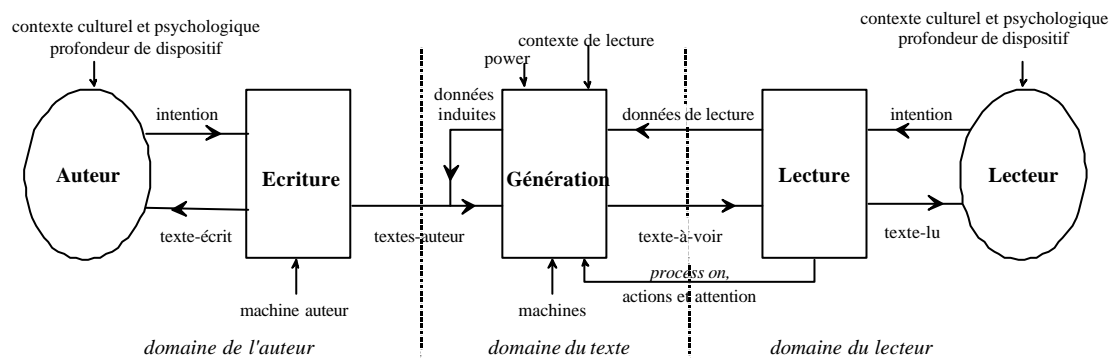 contexte culturel et psychologique
profondeur de dispositif
contexte de lecture
power
contexte culturel et psychologique
profondeur de dispositif
intention
données
induites
données de lecture
intention
Auteur
Ecriture
Génération
Lecture
Lecteur
texte-écrit
textes-auteur
texte-à-voir
texte-lu
process on,
actions et attention
machine auteur
machines
domaine de l'auteur
domaine du texte
domaine du lecteur